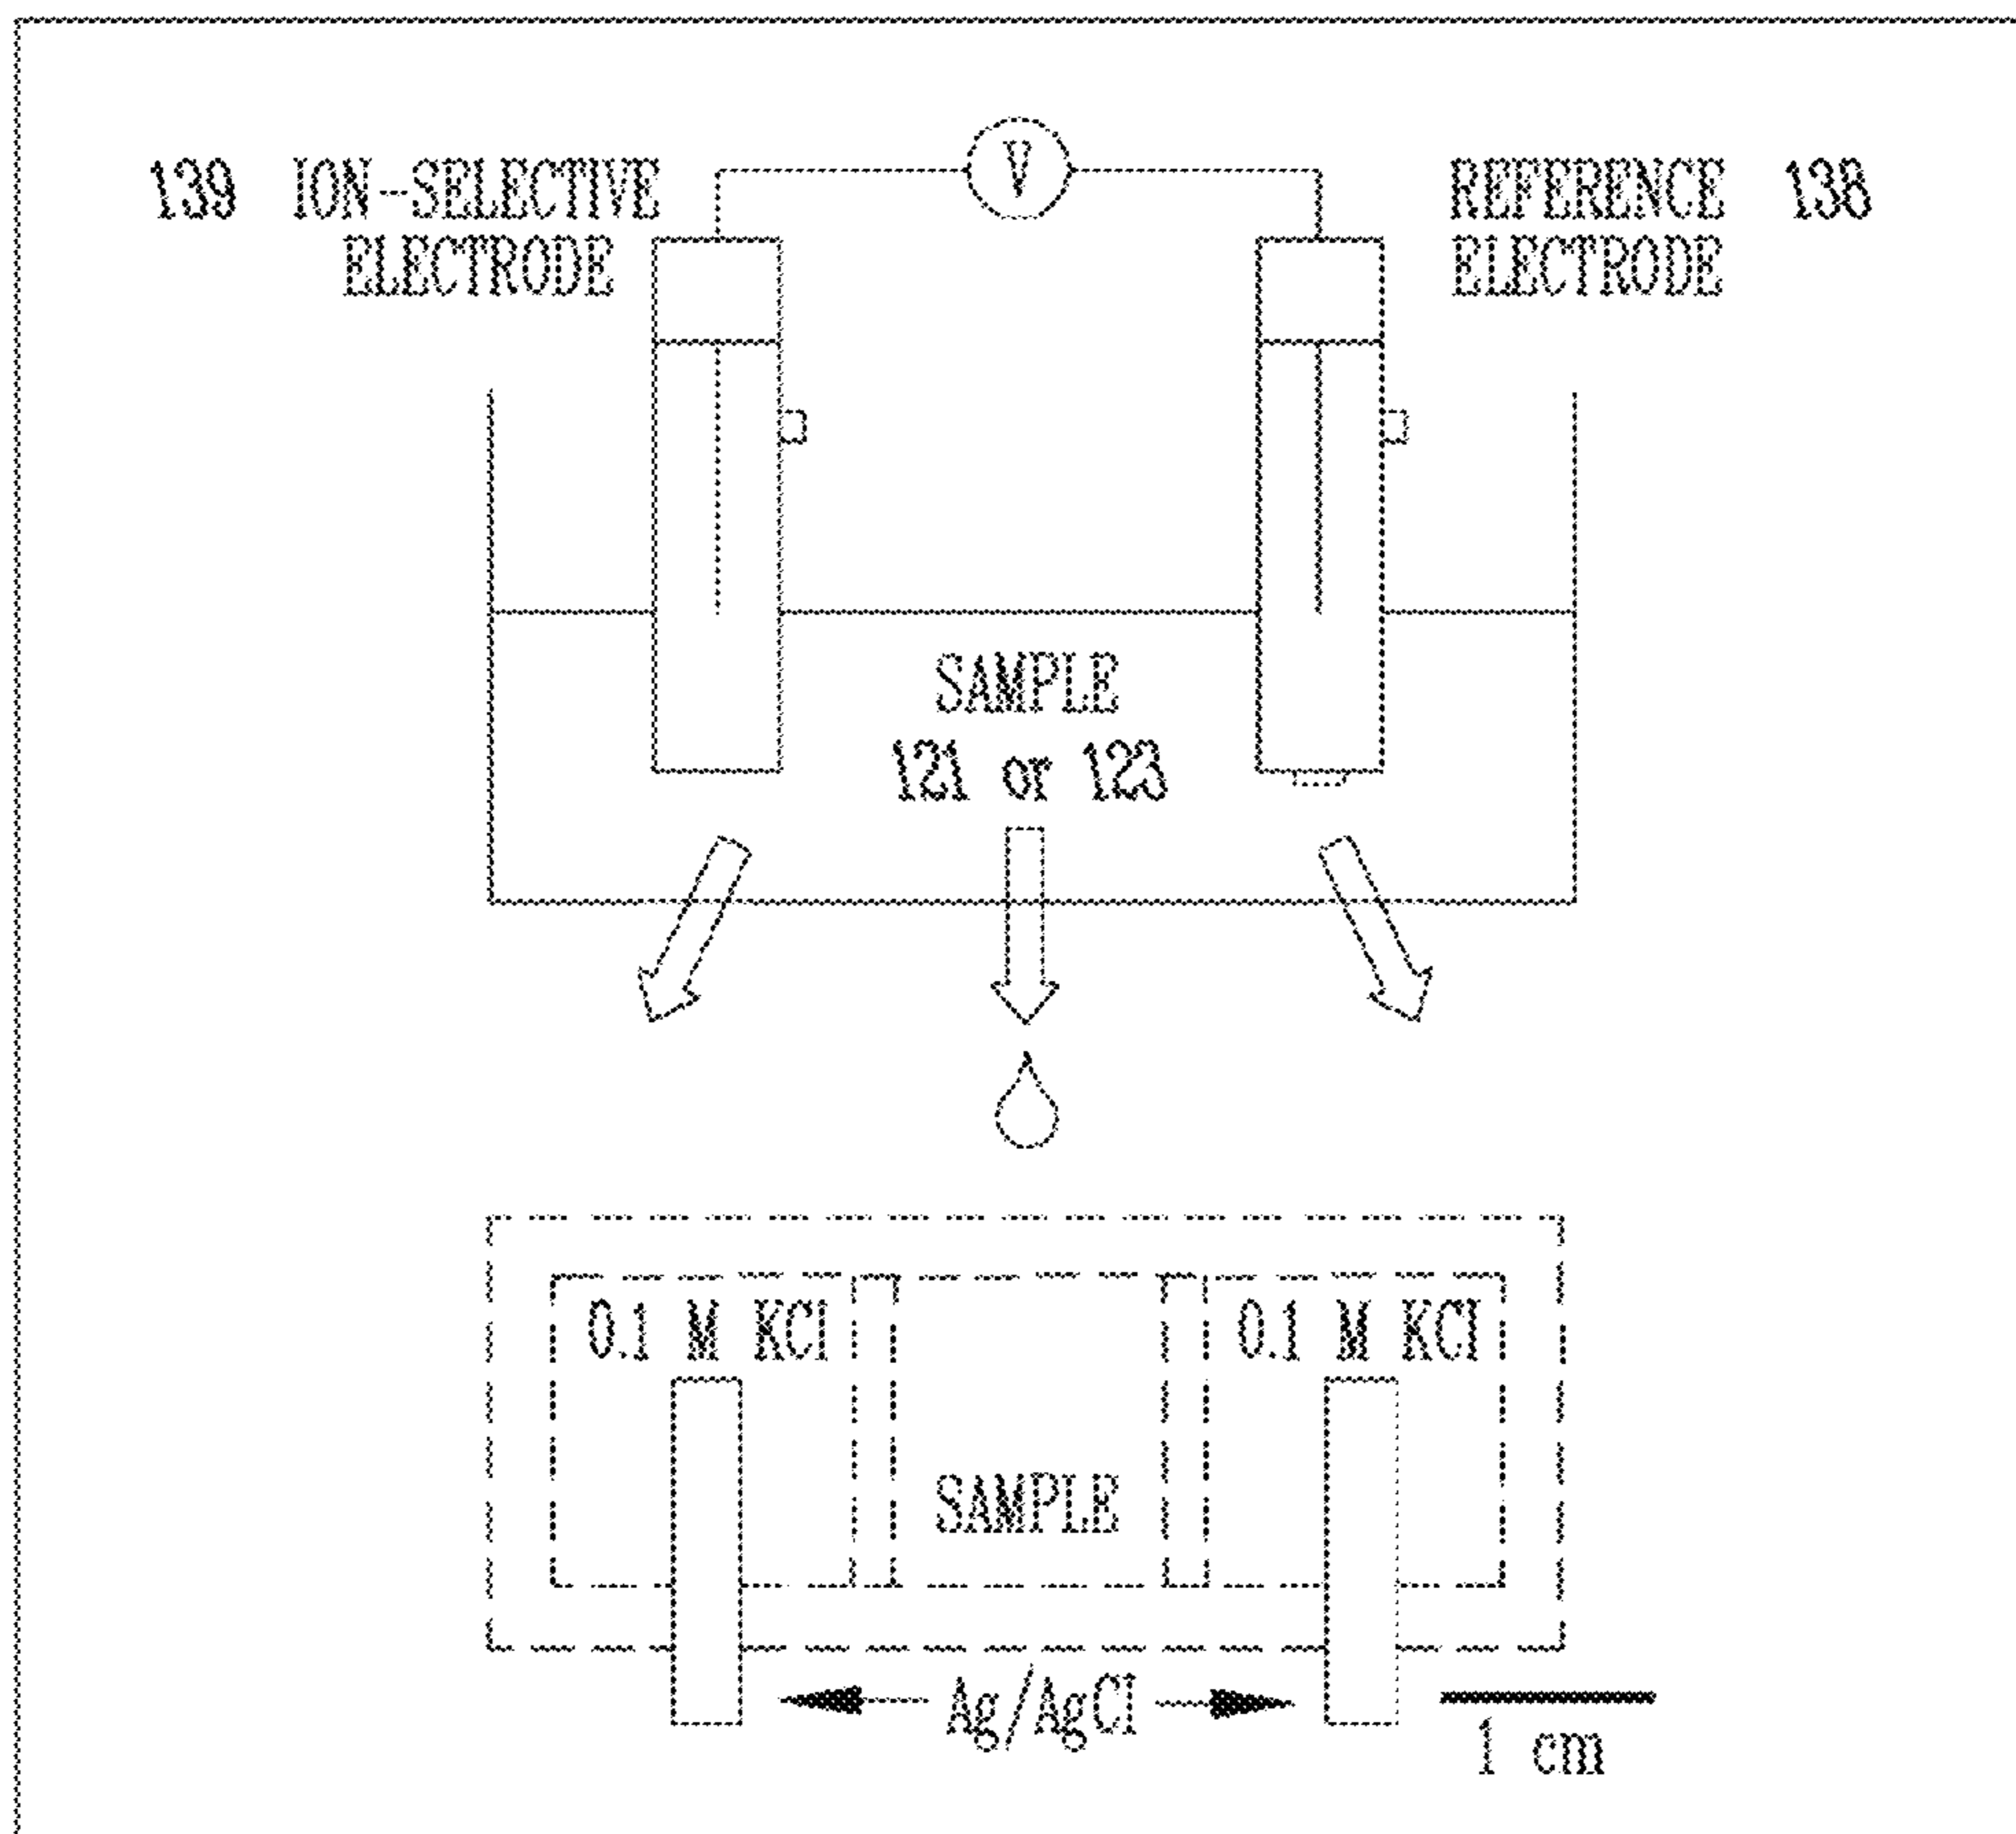 139 ION-SELECTIVE
ELECTRODE
V
REFERENCE 138
ELECTRODE
SAMPLE
121 or 123
0.1 M KCl
0.1 M KCl
SAMPLE
Ag/AgCl
1 cm